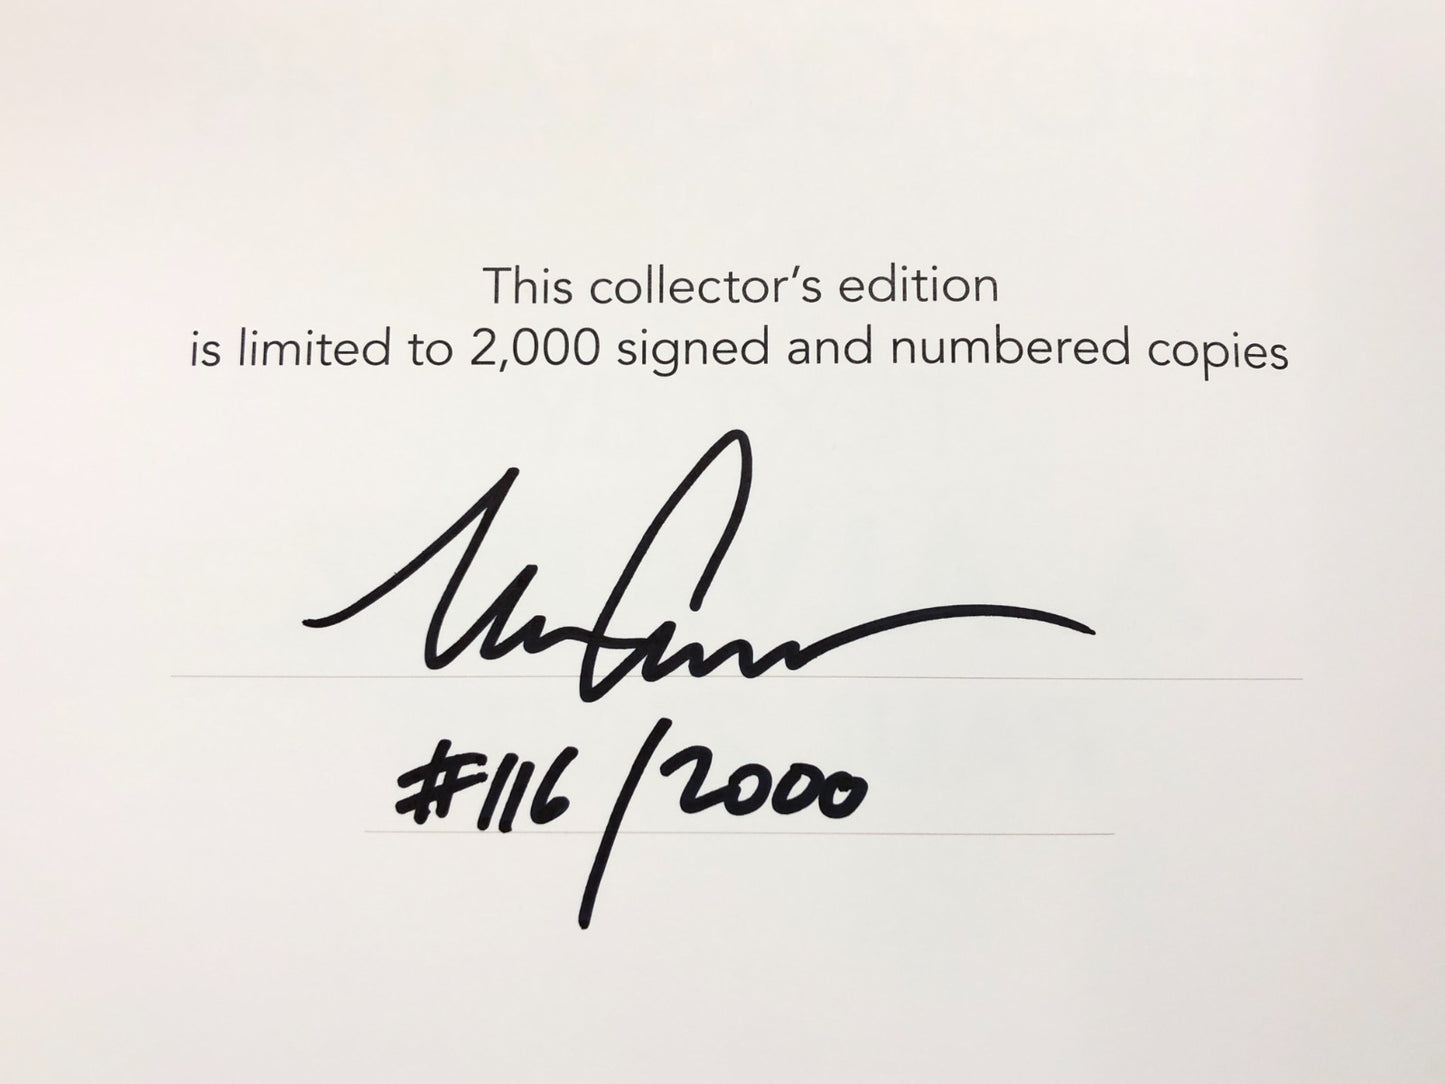 This collector's edition
is limited to 2,000 signed and numbered copies
#116/2000